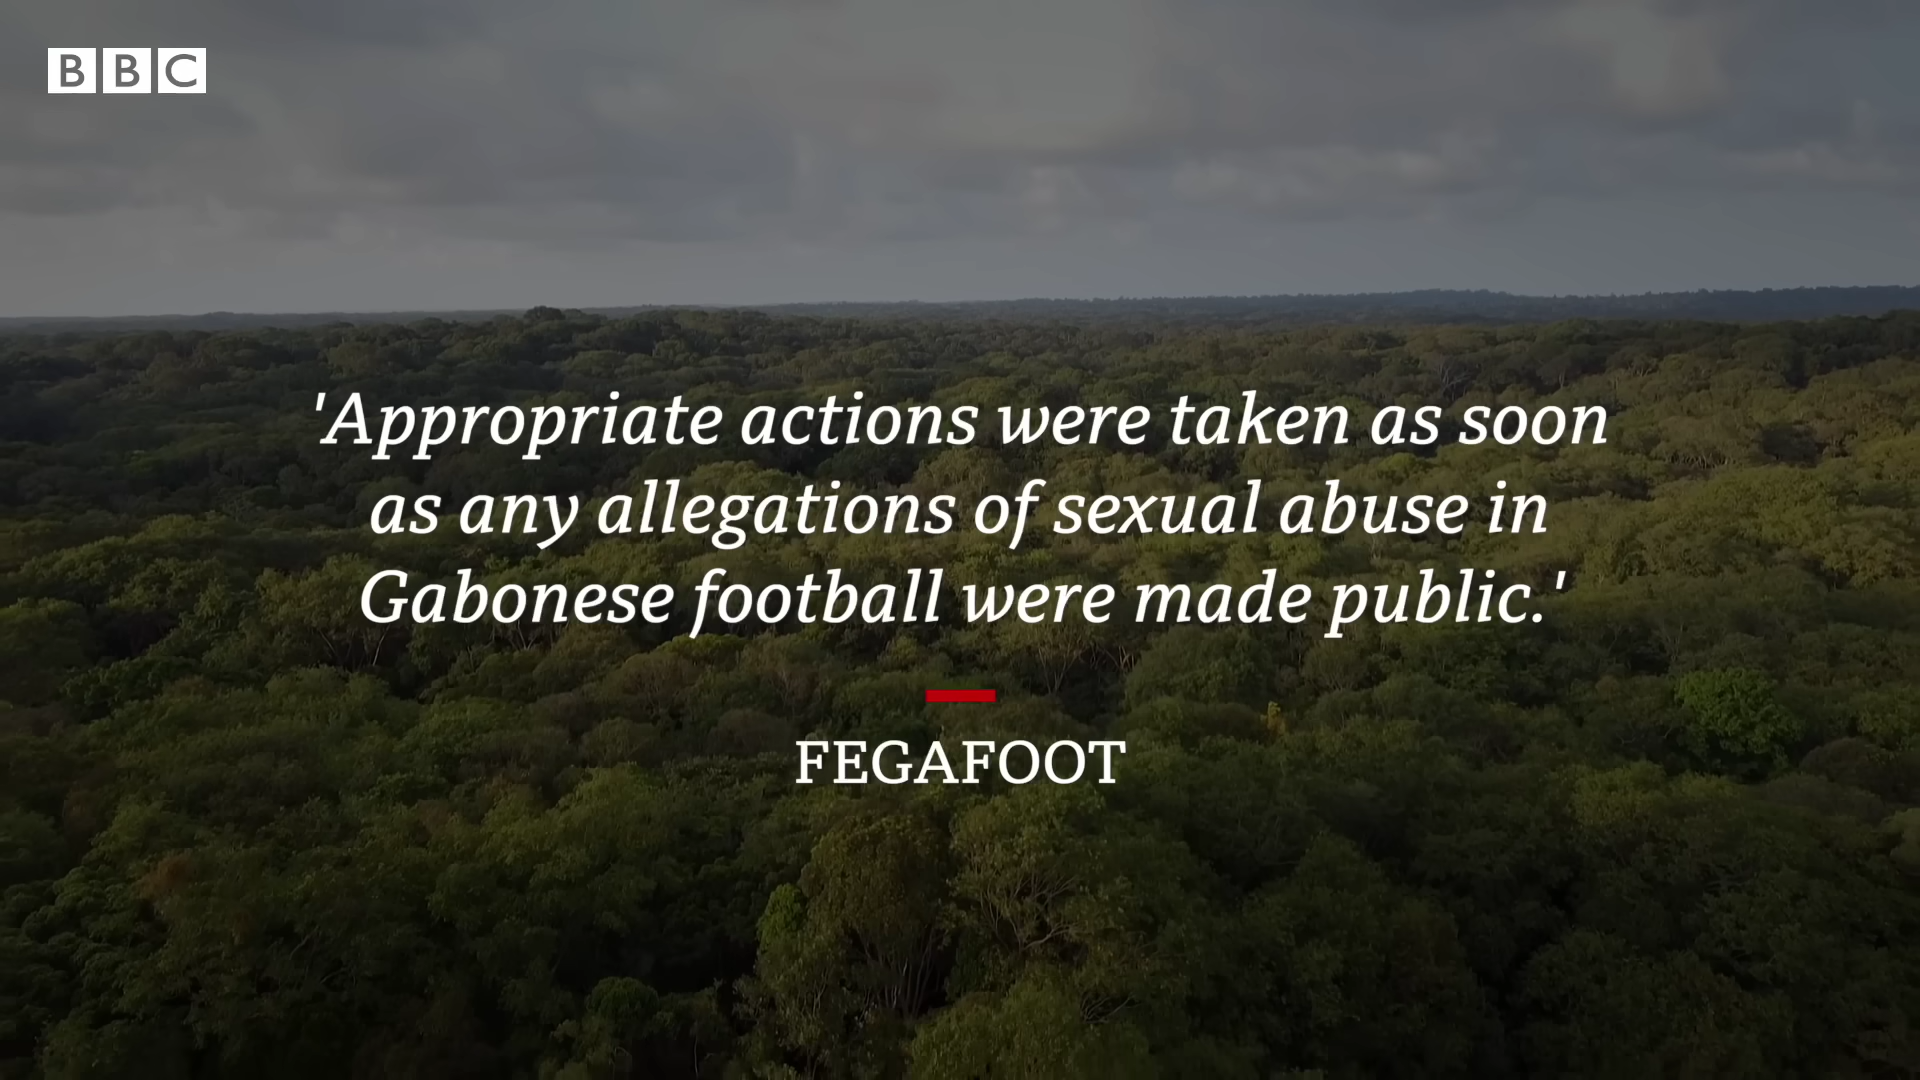 BBC
'Appropriate actions were taken as soon
as any allegations of sexual abuse in
Gabonese football were made public.'
FEGAFOOT